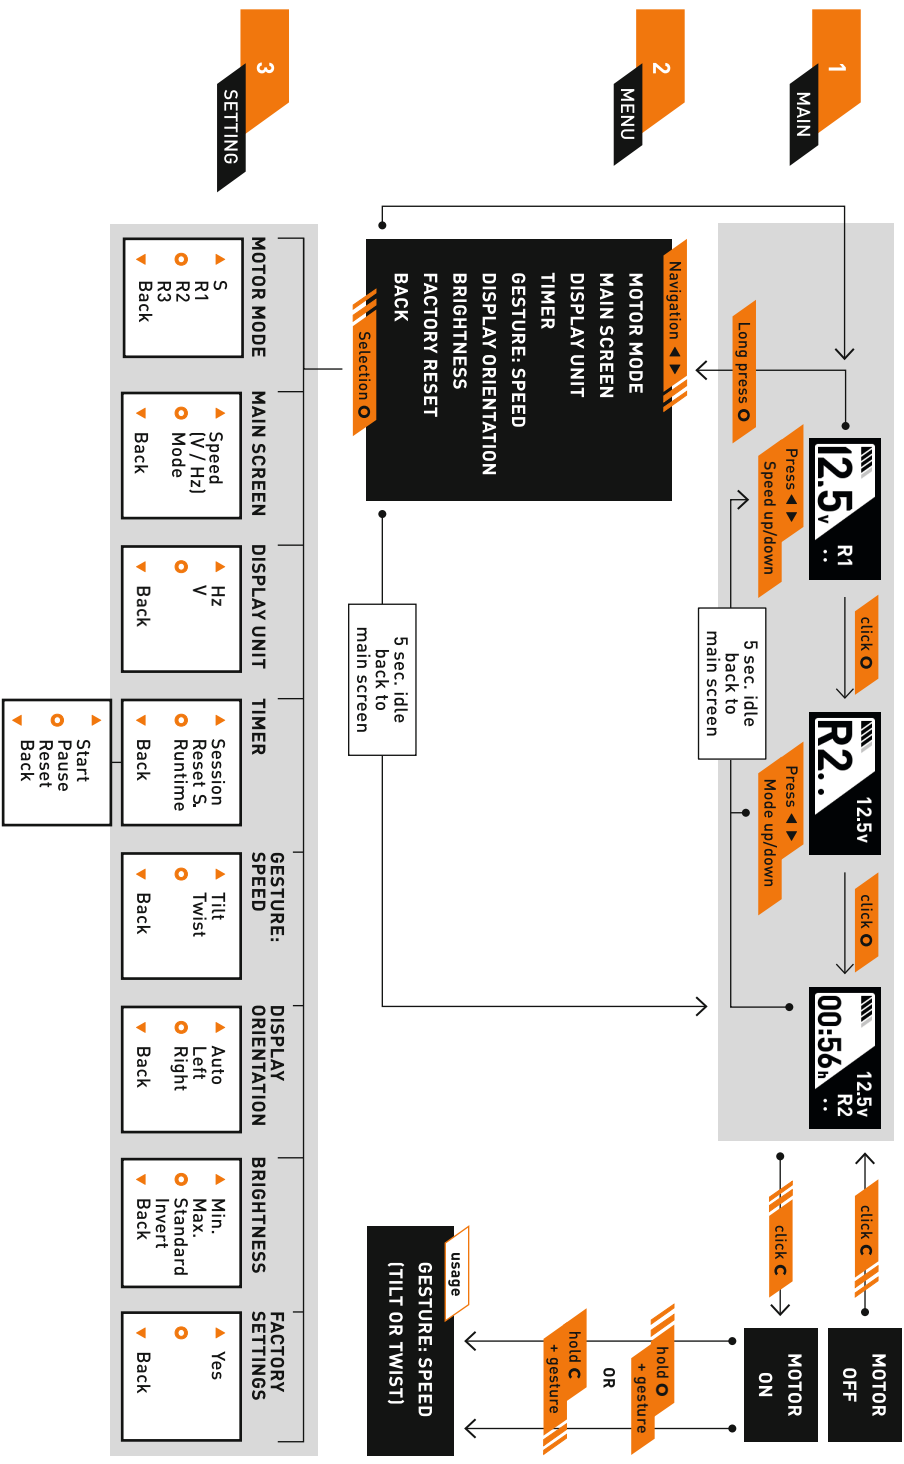 1
MAIN
12.5v
R1
..
click O
R2..
12.5v
click O
00:56h
12.5v
R2
..
Press ◄ ►
Speed up/down
Press ◄ ►
Mode up/down
Long press O
5 sec. idle
back to
main screen
click C
click C
MOTOR
OFF
MOTOR
ON
2
MENU
Navigation ◄ ►
MOTOR MODE
MAIN SCREEN
DISPLAY UNIT
TIMER
GESTURE: SPEED
DISPLAY ORIENTATION
BRIGHTNESS
FACTORY RESET
BACK
Selection O
5 sec. idle
back to
main screen
hold O
+ gesture
OR
hold C
+ gesture
usage
GESTURE: SPEED
(TILT OR TWIST)
3
SETTING
MOTOR MODE
S
R1
R2
R3
Back
MAIN SCREEN
Speed
(V / Hz)
Mode
Back
DISPLAY UNIT
Hz
V
Back
TIMER
Session
Reset S.
Runtime
Back
Start
Pause
Reset
Back
GESTURE:
SPEED
Tilt
Twist
Back
DISPLAY
ORIENTATION
Auto
Left
Right
Back
BRIGHTNESS
Min.
Max.
Standard
Invert
Back
FACTORY
SETTINGS
Yes
Back